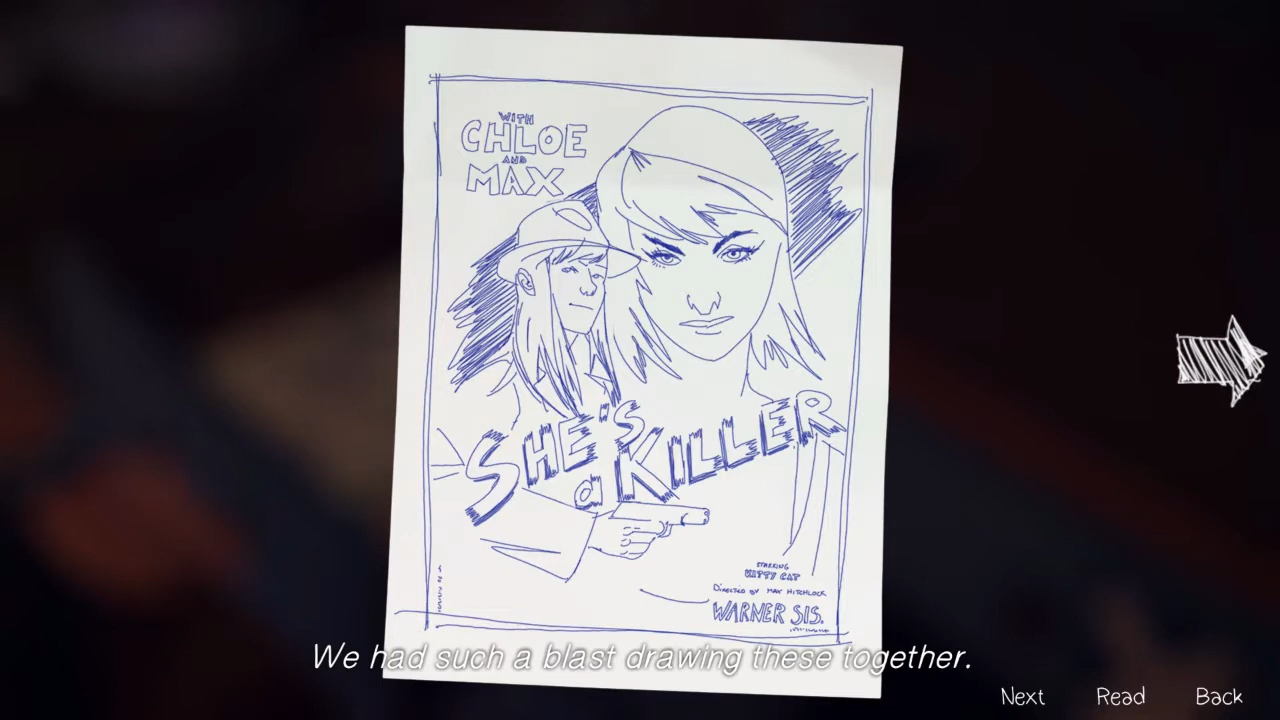 WITH
CHLOE
AND
MAX
SHE'S
a KILLER
STARRING
KITTY CAT
DIRECTED BY MAX HITCHLOCK
WARNER SIS.
We had such a blast drawing these together.
Next Read Back